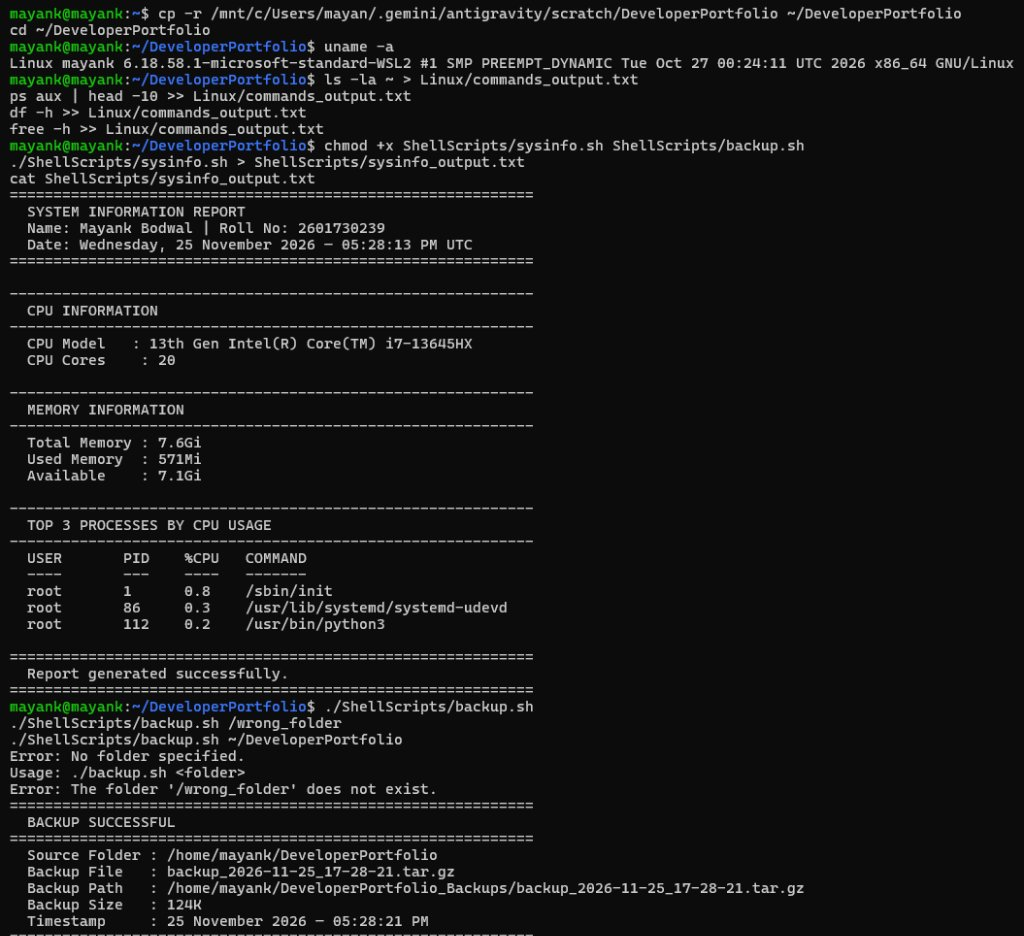 mayank@mayank:~$ cp -r /mnt/c/Users/mayan/.gemini/antigravity/scratch/DeveloperPortfolio ~/DeveloperPortfolio
cd ~/DeveloperPortfolio
mayank@mayank:~/DeveloperPortfolio$ uname -a
Linux mayank 6.18.58.1-microsoft-standard-WSL2 #1 SMP PREEMPT_DYNAMIC Tue Oct 27 00:24:11 UTC 2026 x86_64 GNU/Linux
mayank@mayank:~/DeveloperPortfolio$ ls -la ~ > Linux/commands_output.txt
ps aux | head -10 >> Linux/commands_output.txt
df -h >> Linux/commands_output.txt
free -h >> Linux/commands_output.txt
mayank@mayank:~/DeveloperPortfolio$ chmod +x ShellScripts/sysinfo.sh ShellScripts/backup.sh
./ShellScripts/sysinfo.sh > ShellScripts/sysinfo_output.txt
cat ShellScripts/sysinfo_output.txt
============================================================
  SYSTEM INFORMATION REPORT
  Name: Mayank Bodwal | Roll No: 2601730239
  Date: Wednesday, 25 November 2026 — 05:28:13 PM UTC
============================================================

------------------------------------------------------------
  CPU INFORMATION
------------------------------------------------------------
  CPU Model   : 13th Gen Intel(R) Core(TM) i7-13645HX
  CPU Cores    : 20

------------------------------------------------------------
  MEMORY INFORMATION
------------------------------------------------------------
  Total Memory : 7.6Gi
  Used Memory  : 571Mi
  Available    : 7.1Gi

------------------------------------------------------------
  TOP 3 PROCESSES BY CPU USAGE
------------------------------------------------------------
  USER       PID    %CPU   COMMAND
  ----       ---    ----   -------
  root       1      0.8    /sbin/init
  root       86     0.3    /usr/lib/systemd/systemd-udevd
  root       112    0.2    /usr/bin/python3

============================================================
  Report generated successfully.
============================================================
mayank@mayank:~/DeveloperPortfolio$ ./ShellScripts/backup.sh
./ShellScripts/backup.sh /wrong_folder
./ShellScripts/backup.sh ~/DeveloperPortfolio
Error: No folder specified.
Usage: ./backup.sh <folder>
Error: The folder '/wrong_folder' does not exist.
============================================================
  BACKUP SUCCESSFUL
============================================================
  Source Folder : /home/mayank/DeveloperPortfolio
  Backup File   : backup_2026-11-25_17-28-21.tar.gz
  Backup Path   : /home/mayank/DeveloperPortfolio_Backups/backup_2026-11-25_17-28-21.tar.gz
  Backup Size   : 124K
  Timestamp     : 25 November 2026 — 05:28:21 PM
============================================================